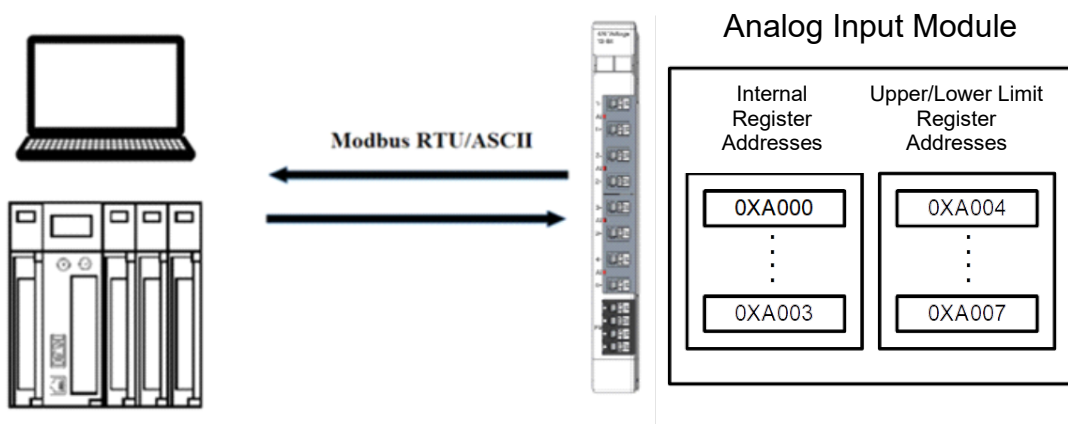 Analog Input Module
Modbus RTU/ASCII
Internal
Register
Addresses
Upper/Lower Limit
Register
Addresses
0XA000
0XA003
0XA004
0XA007